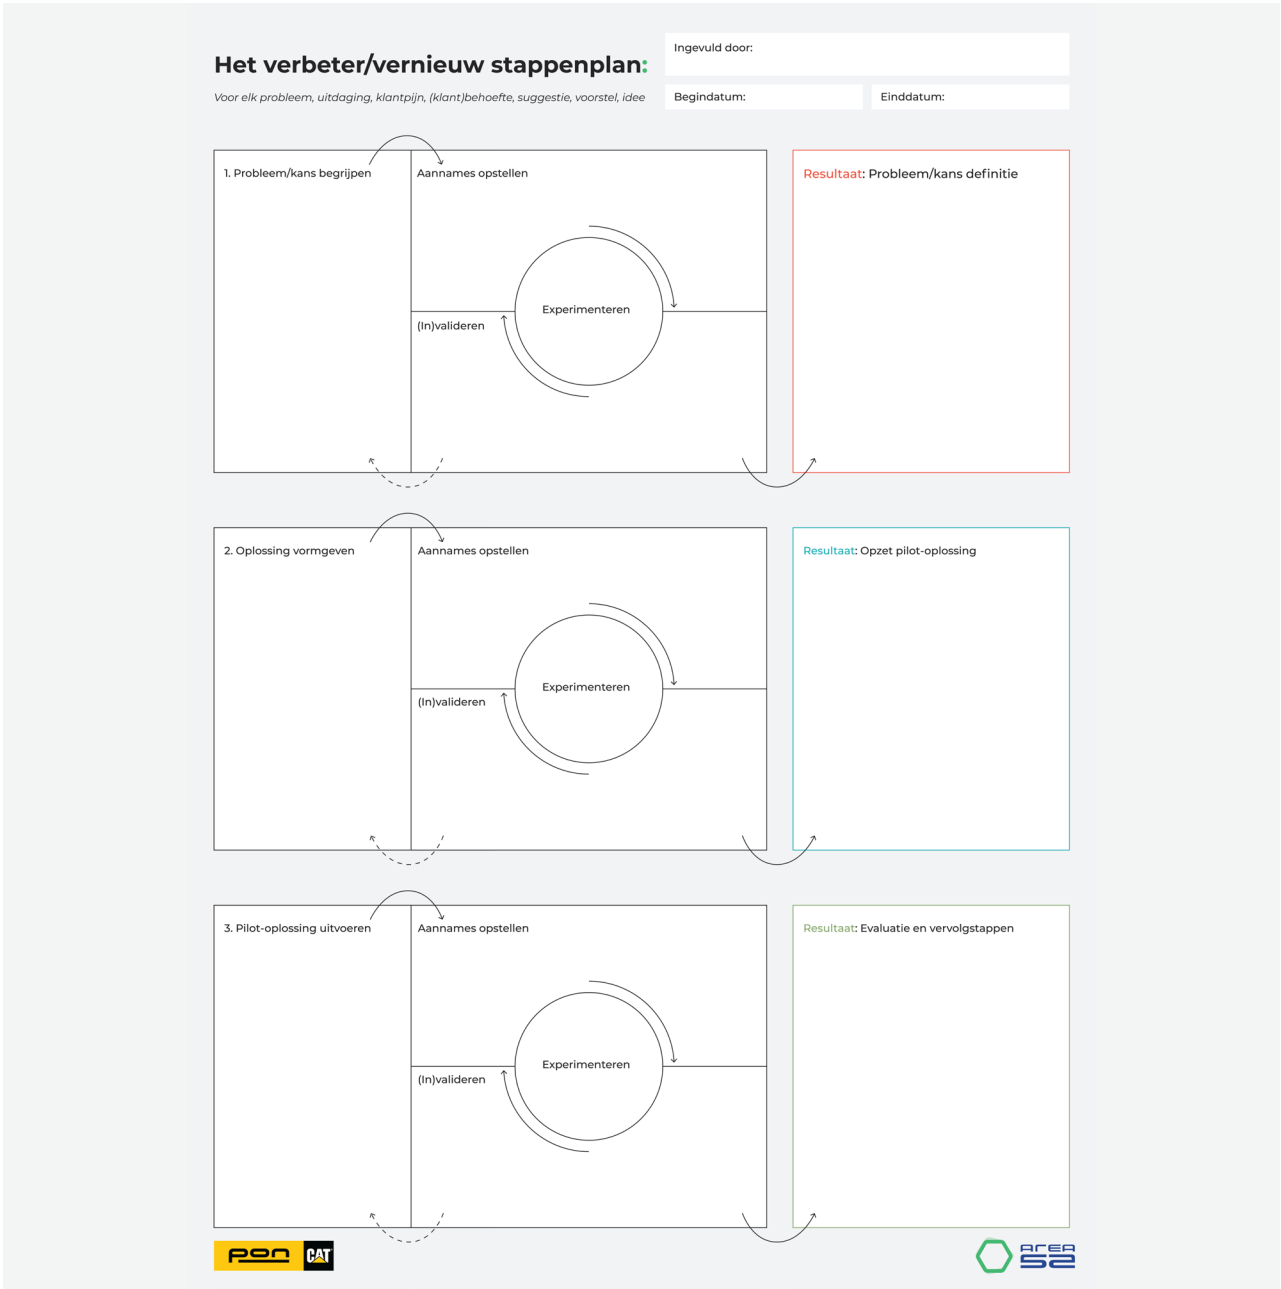 Het verbeter/vernieuw stappenplan:
Voor elk probleem, uitdaging, klantpijn, (klant)behoefte, suggestie, voorstel, idee
Ingevuld door:
Begindatum:
Einddatum:
1. Probleem/kans begrijpen
Aannames opstellen
Experimenteren
(In)valideren
Resultaat: Probleem/kans definitie
2. Oplossing vormgeven
Aannames opstellen
Experimenteren
(In)valideren
Resultaat: Opzet pilot-oplossing
3. Pilot-oplossing uitvoeren
Aannames opstellen
Experimenteren
(In)valideren
Resultaat: Evaluatie en vervolgstappen
pon CAT
AREA
52